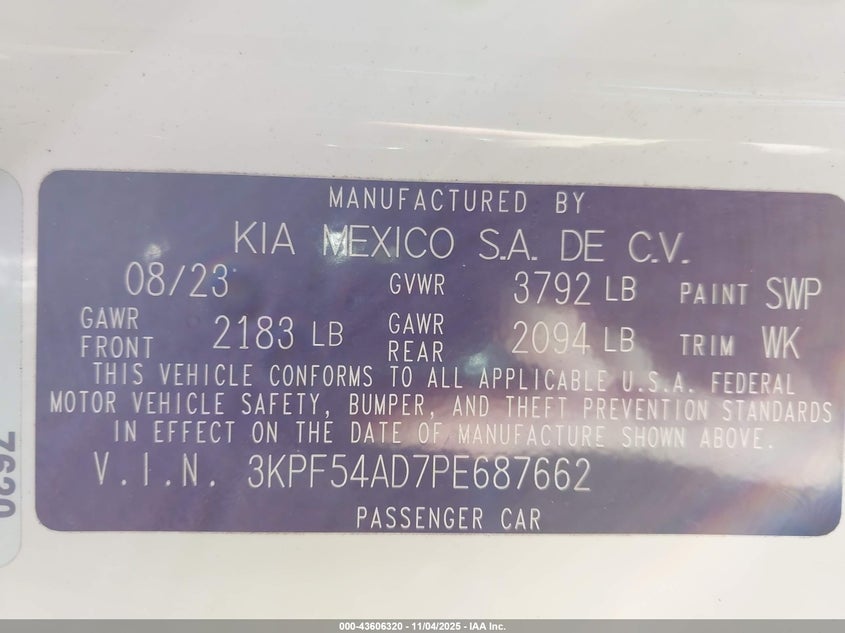 MANUFACTURED BY
KIA MEXICO S.A. DE C.V.
08/23 GVWR 3792 LB PAINT SWP
GAWR FRONT 2183 LB GAWR REAR 2094 LB TRIM WK
THIS VEHICLE CONFORMS TO ALL APPLICABLE U.S.A. FEDERAL
MOTOR VEHICLE SAFETY, BUMPER, AND THEFT PREVENTION STANDARDS
IN EFFECT ON THE DATE OF MANUFACTURE SHOWN ABOVE.
V.I.N. 3KPF54AD7PE687662
PASSENGER CAR
000-43606320 - 11/04/2025 - IAA Inc.